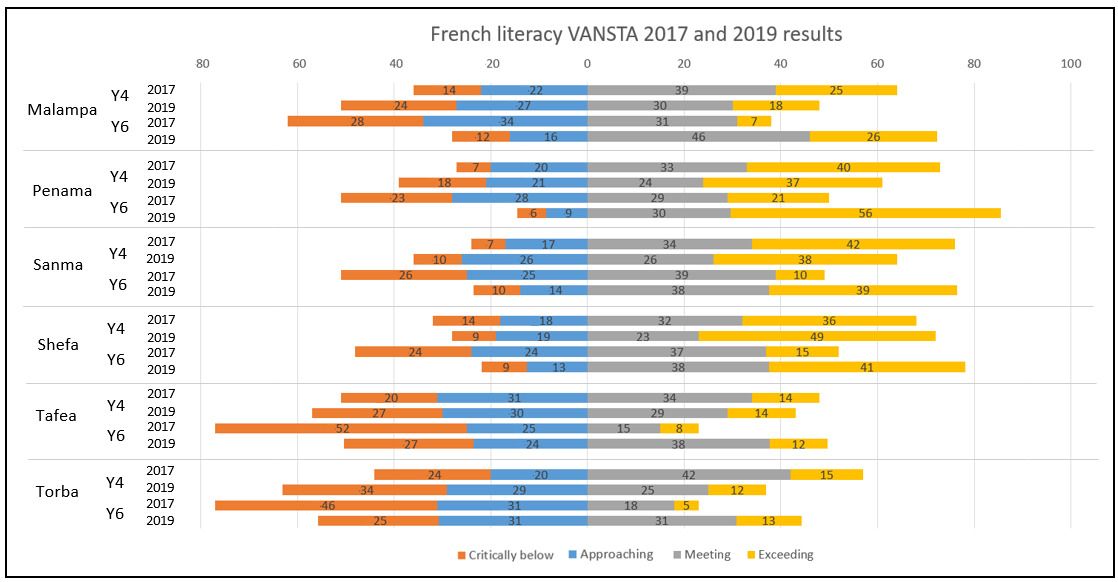 French literacy VANSTA 2017 and 2019 results
80 60 40 20 0 20 40 60 80 100
Malampa
Y4
2017 14 22 39 25
2019 24 27 30 18
Y6
2017 28 34 31 7
2019 12 16 46 26
Penama
Y4
2017 7 20 33 40
2019 18 21 24 37
Y6
2017 23 28 29 21
2019 6 9 30 56
Sanma
Y4
2017 7 17 34 42
2019 10 26 26 38
Y6
2017 26 25 39 10
2019 10 14 38 39
Shefa
Y4
2017 14 18 32 36
2019 9 19 23 49
Y6
2017 24 24 37 15
2019 9 13 38 41
Tafea
Y4
2017 20 31 34 14
2019 27 30 29 14
Y6
2017 52 25 15 8
2019 27 24 38 12
Torba
Y4
2017 24 20 42 15
2019 34 29 25 12
Y6
2017 46 31 18 5
2019 25 31 31 13
Critically below Approaching Meeting Exceeding